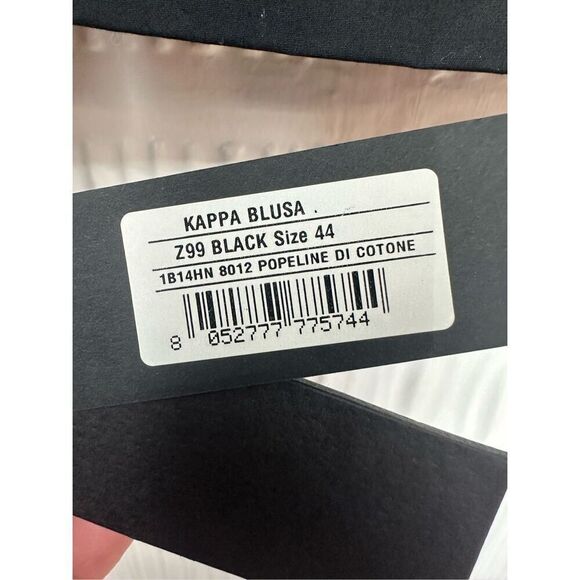 KAPPA BLUSA .
Z99 BLACK Size 44
1B14HN 8012 POPELINE DI COTONE
8 052777 775744